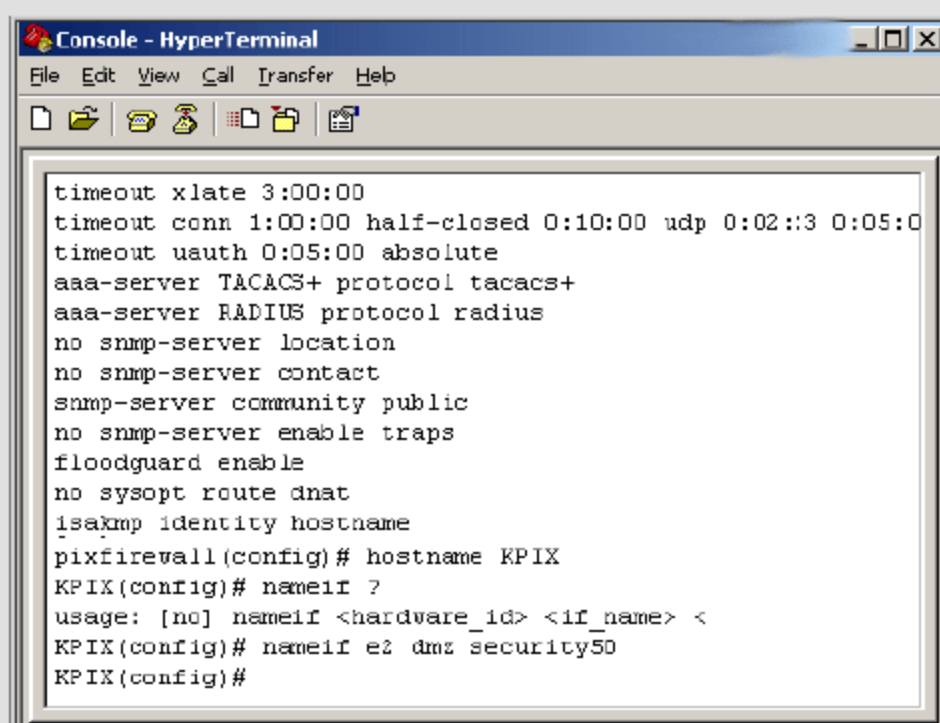 Console - HyperTerminal
File Edit View Call Transfer Help
timeout xlate 3:00:00
timeout conn 1:00:00 half-closed 0:10:00 udp 0:02::3 0:05:0
timeout uauth 0:05:00 absolute
aaa-server TACACS+ protocol tacacs+
aaa-server RADIUS protocol radius
no snmp-server location
no snmp-server contact
snmp-server community public
no snmp-server enable traps
floodguard enable
no sysopt route dnat
isakmp identity hostname
pixfirewall(config)# hostname KPIX
KPIX(config)# nameif ?
usage: [no] nameif <hardware_id> <if_name> <
KPIX(config)# nameif e2 dmz security50
KPIX(config)#